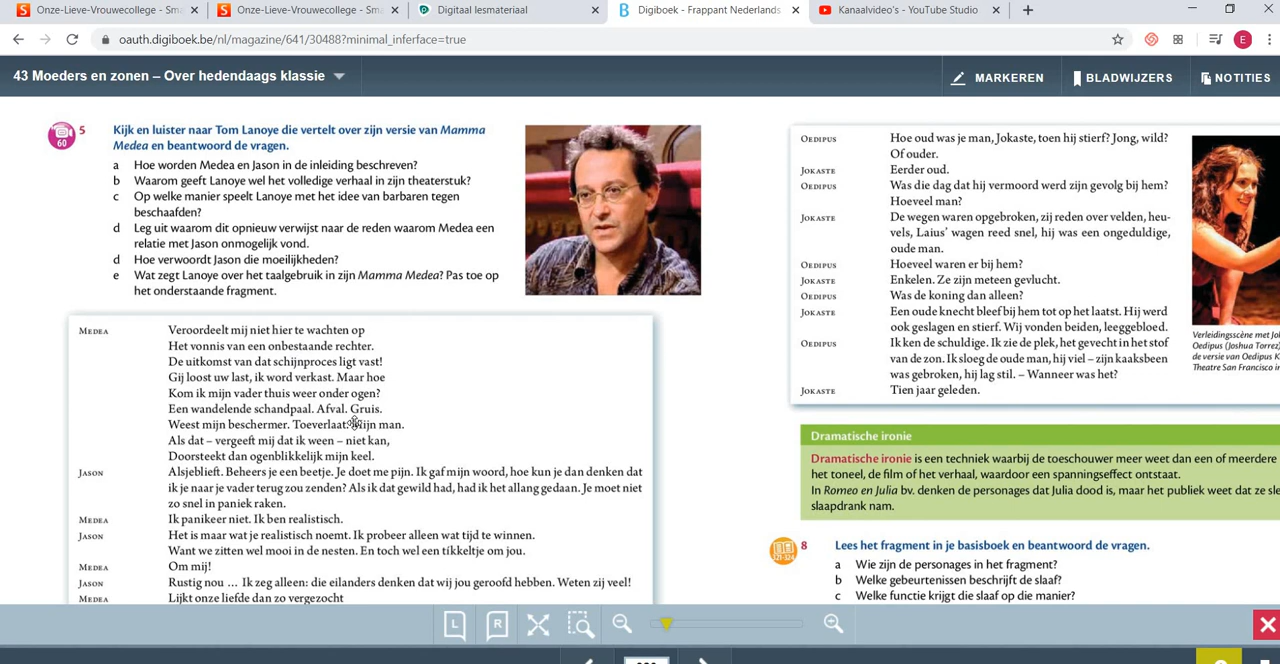 Onze-Lieve-Vrouwecollege - Sma
Onze-Lieve-Vrouwecollege - Sma
Digitaal lesmateriaal
Digiboek - Frappant Nederlands
Kanaalvideo's - YouTube Studio
oauth.digiboek.be/nl/magazine/641/30488?minimal_inferface=true
E
43 Moeders en zonen – Over hedendaags klassie
MARKEREN
BLADWIJZERS
NOTITIES
60
5 Kijk en luister naar Tom Lanoye die vertelt over zijn versie van Mamma
Medea en beantwoord de vragen.
a Hoe worden Medea en Jason in de inleiding beschreven?
b Waarom geeft Lanoye wel het volledige verhaal in zijn theaterstuk?
c Op welke manier speelt Lanoye met het idee van barbaren tegen
beschaafden?
d Leg uit waarom dit opnieuw verwijst naar de reden waarom Medea een
relatie met Jason onmogelijk vond.
d Hoe verwoordt Jason die moeilijkheden?
e Wat zegt Lanoye over het taalgebruik in zijn Mamma Medea? Pas toe op
het onderstaande fragment.
Medea Veroordeelt mij niet hier te wachten op
Het vonnis van een onbestaande rechter.
De uitkomst van dat schijnproces ligt vast!
Gij loost uw last, ik word verkast. Maar hoe
Kom ik mijn vader thuis weer onder ogen?
Een wandelende schandpaal. Afval. Gruis.
Weest mijn beschermer. Toeverlaat. Mijn man.
Als dat – vergeeft mij dat ik ween – niet kan,
Doorsteekt dan ogenblikkelijk mijn keel.
Jason Alsjeblieft. Beheers je een beetje. Je doet me pijn. Ik gaf mijn woord, hoe kun je dan denken dat
ik je naar je vader terug zou zenden? Als ik dat gewild had, had ik het allang gedaan. Je moet niet
zo snel in paniek raken.
Medea Ik panikeer niet. Ik ben realistisch.
Jason Het is maar wat je realistisch noemt. Ik probeer alleen wat tijd te winnen.
Want we zitten wel mooi in de nesten. En toch wel een tíkkeltje om jou.
Medea Om mij!
Jason Rustig nou … Ik zeg alleen: die eilanders denken dat wij jou geroofd hebben. Weten zij veel!
Medea Lijkt onze liefde dan zo vergezocht
Oedipus Hoe oud was je man, Jokaste, toen hij stierf? Jong, wild?
Of ouder.
Jokaste Eerder oud.
Oedipus Was die dag dat hij vermoord werd zijn gevolg bij hem?
Hoeveel man?
Jokaste De wegen waren opgebroken, zij reden over velden, heu-
vels, Laius’ wagen reed snel, hij was een ongeduldige,
oude man.
Oedipus Hoeveel waren er bij hem?
Jokaste Enkelen. Ze zijn meteen gevlucht.
Oedipus Was de koning dan alleen?
Jokaste Een oude knecht bleef bij hem tot op het laatst. Hij werd
ook geslagen en stierf. Wij vonden beiden, leeggebloed.
Oedipus Ik ken de schuldige. Ik zie de plek, het gevecht in het stof
van de zon. Ik sloeg de oude man, hij viel – zijn kaaksbeen
was gebroken, hij lag stil. – Wanneer was het?
Jokaste Tien jaar geleden.
Verleidingsscène met Jo
Oedipus (Joshua Torrez)
de versie van Oedipus K
Theatre San Francisco i
Dramatische ironie
Dramatische ironie is een techniek waarbij de toeschouwer meer weet dan een of meerdere
het toneel, de film of het verhaal, waardoor een spanningseffect ontstaat.
In Romeo en Julia bv. denken de personages dat Julia dood is, maar het publiek weet dat ze sle
slaapdrank nam.
8 Lees het fragment in je basisboek en beantwoord de vragen.
a Wie zijn de personages in het fragment?
b Welke gebeurtenissen beschrijft de slaaf?
c Welke functie krijgt die slaaf op die manier?
L
R